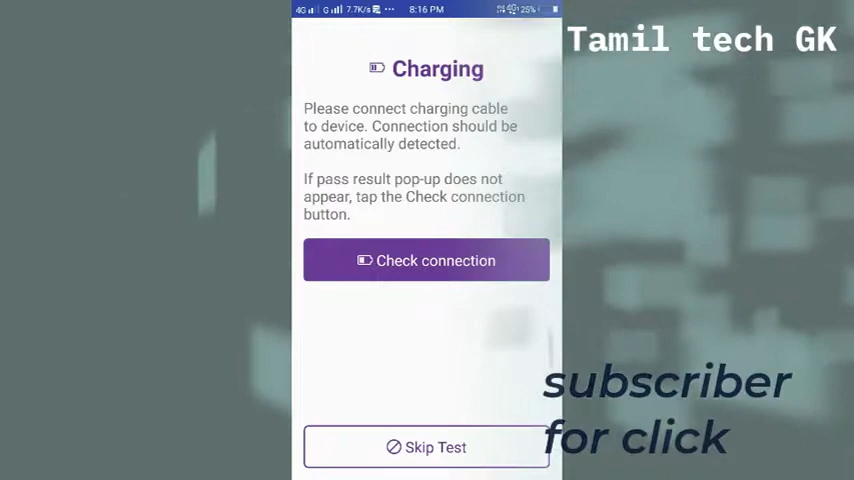 4G G 7.7K/s ··· 8:16 PM 4G 25%
Tamil tech GK
Charging
Please connect charging cable
to device. Connection should be
automatically detected.
If pass result pop-up does not
appear, tap the Check connection
button.
Check connection
subscriber
for click
Skip Test